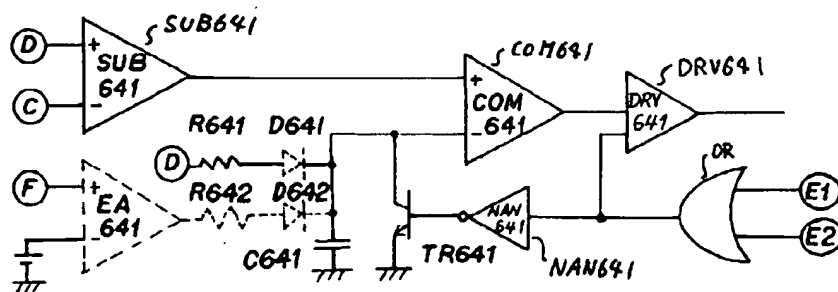 D
+
SUB
641
SUB641
C
-
R641
D641
D
R642
D642
F
+
EA
641
-
C641
TR641
+
COM
641
-
COM641
DRV
641
DRV641
NAN
641
NAN641
OR
E1
E2